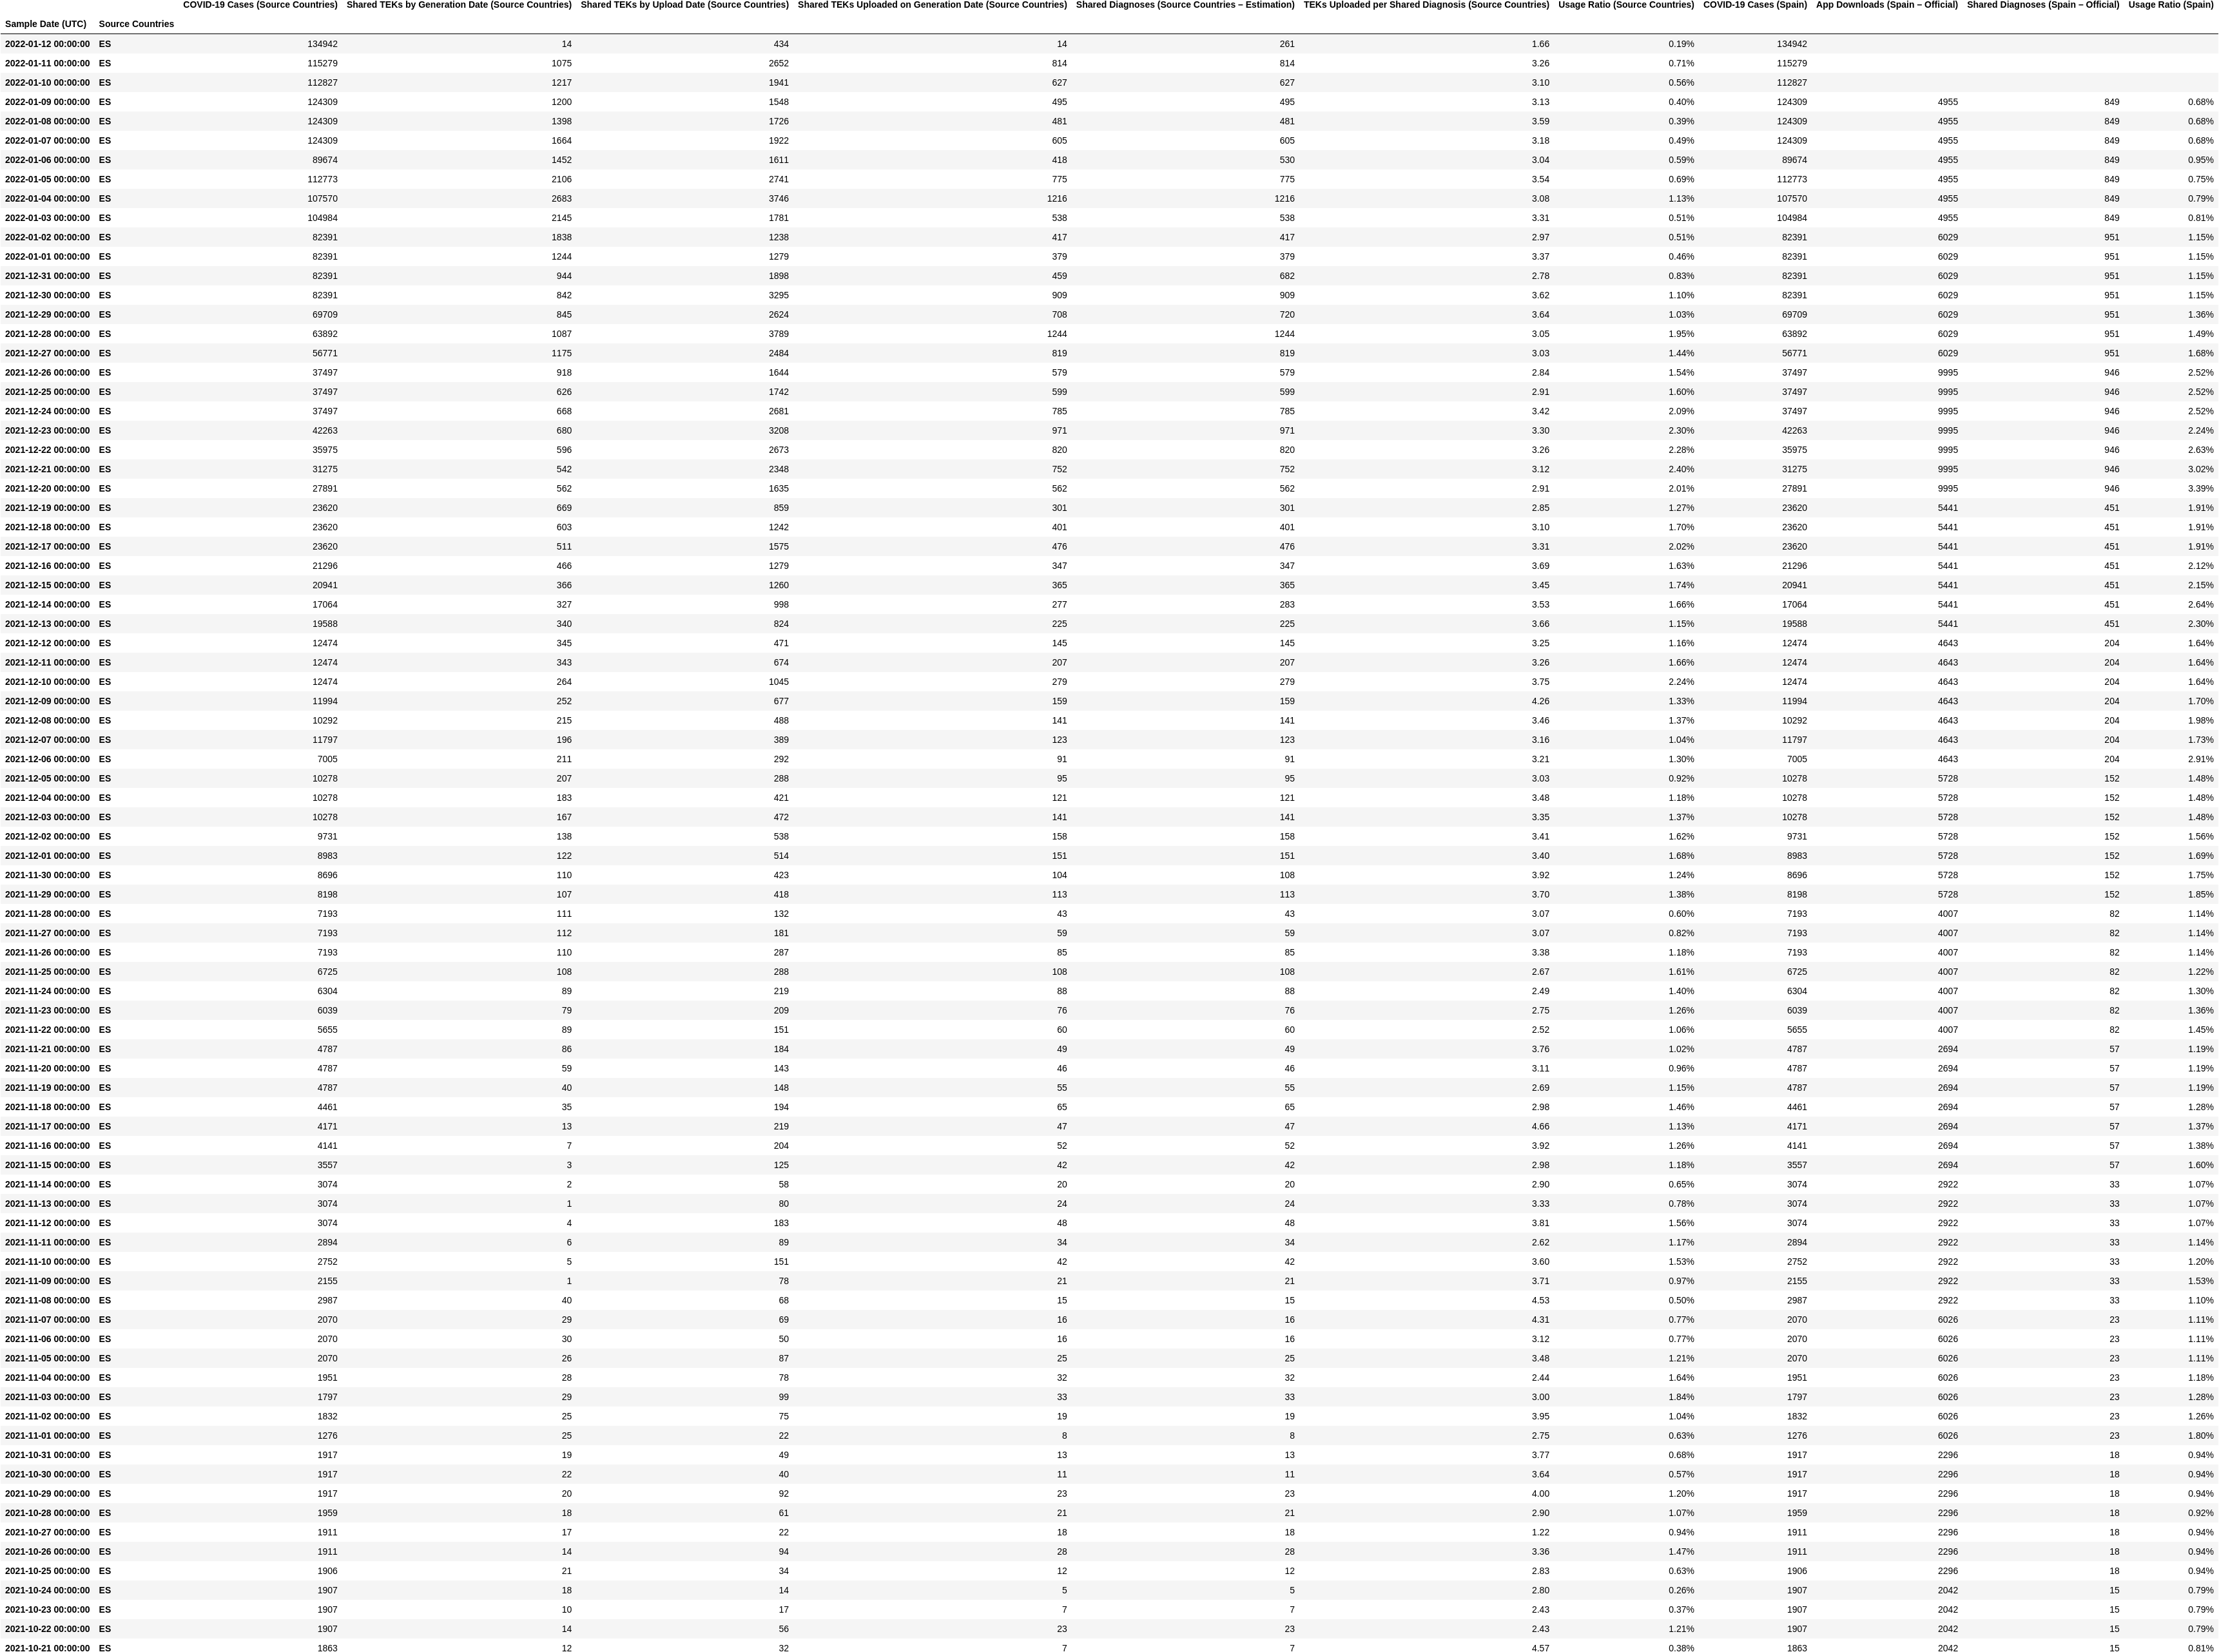 COVID-19 Cases (Source Countries) Shared TEKs by Generation Date (Source Countries) Shared TEKs by Upload Date (Source Countries) Shared TEKs Uploaded on Generation Date (Source Countries) Shared Diagnoses (Source Countries – Estimation) TEKs Uploaded per Shared Diagnosis (Source Countries) Usage Ratio (Source Countries) COVID-19 Cases (Spain) App Downloads (Spain – Official) Shared Diagnoses (Spain – Official) Usage Ratio (Spain)
Sample Date (UTC) Source Countries
2022-01-12 00:00:00 ES 134942 14 434 14 261 1.66 0.19% 134942
2022-01-11 00:00:00 ES 115279 1075 2652 814 814 3.26 0.71% 115279
2022-01-10 00:00:00 ES 112827 1217 1941 627 627 3.10 0.56% 112827
2022-01-09 00:00:00 ES 124309 1200 1548 495 495 3.13 0.40% 124309 4955 849 0.68%
2022-01-08 00:00:00 ES 124309 1398 1726 481 481 3.59 0.39% 124309 4955 849 0.68%
2022-01-07 00:00:00 ES 124309 1664 1922 605 605 3.18 0.49% 124309 4955 849 0.68%
2022-01-06 00:00:00 ES 89674 1452 1611 418 530 3.04 0.59% 89674 4955 849 0.95%
2022-01-05 00:00:00 ES 112773 2106 2741 775 775 3.54 0.69% 112773 4955 849 0.75%
2022-01-04 00:00:00 ES 107570 2683 3746 1216 1216 3.08 1.13% 107570 4955 849 0.79%
2022-01-03 00:00:00 ES 104984 2145 1781 538 538 3.31 0.51% 104984 4955 849 0.81%
2022-01-02 00:00:00 ES 82391 1838 1238 417 417 2.97 0.51% 82391 6029 951 1.15%
2022-01-01 00:00:00 ES 82391 1244 1279 379 379 3.37 0.46% 82391 6029 951 1.15%
2021-12-31 00:00:00 ES 82391 944 1898 459 682 2.78 0.83% 82391 6029 951 1.15%
2021-12-30 00:00:00 ES 82391 842 3295 909 909 3.62 1.10% 82391 6029 951 1.15%
2021-12-29 00:00:00 ES 69709 845 2624 708 720 3.64 1.03% 69709 6029 951 1.36%
2021-12-28 00:00:00 ES 63892 1087 3789 1244 1244 3.05 1.95% 63892 6029 951 1.49%
2021-12-27 00:00:00 ES 56771 1175 2484 819 819 3.03 1.44% 56771 6029 951 1.68%
2021-12-26 00:00:00 ES 37497 918 1644 579 579 2.84 1.54% 37497 9995 946 2.52%
2021-12-25 00:00:00 ES 37497 626 1742 599 599 2.91 1.60% 37497 9995 946 2.52%
2021-12-24 00:00:00 ES 37497 668 2681 785 785 3.42 2.09% 37497 9995 946 2.52%
2021-12-23 00:00:00 ES 42263 680 3208 971 971 3.30 2.30% 42263 9995 946 2.24%
2021-12-22 00:00:00 ES 35975 596 2673 820 820 3.26 2.28% 35975 9995 946 2.63%
2021-12-21 00:00:00 ES 31275 542 2348 752 752 3.12 2.40% 31275 9995 946 3.02%
2021-12-20 00:00:00 ES 27891 562 1635 562 562 2.91 2.01% 27891 9995 946 3.39%
2021-12-19 00:00:00 ES 23620 669 859 301 301 2.85 1.27% 23620 5441 451 1.91%
2021-12-18 00:00:00 ES 23620 603 1242 401 401 3.10 1.70% 23620 5441 451 1.91%
2021-12-17 00:00:00 ES 23620 511 1575 476 476 3.31 2.02% 23620 5441 451 1.91%
2021-12-16 00:00:00 ES 21296 466 1279 347 347 3.69 1.63% 21296 5441 451 2.12%
2021-12-15 00:00:00 ES 20941 366 1260 365 365 3.45 1.74% 20941 5441 451 2.15%
2021-12-14 00:00:00 ES 17064 327 998 277 283 3.53 1.66% 17064 5441 451 2.64%
2021-12-13 00:00:00 ES 19588 340 824 225 225 3.66 1.15% 19588 5441 451 2.30%
2021-12-12 00:00:00 ES 12474 345 471 145 145 3.25 1.16% 12474 4643 204 1.64%
2021-12-11 00:00:00 ES 12474 343 674 207 207 3.26 1.66% 12474 4643 204 1.64%
2021-12-10 00:00:00 ES 12474 264 1045 279 279 3.75 2.24% 12474 4643 204 1.64%
2021-12-09 00:00:00 ES 11994 252 677 159 159 4.26 1.33% 11994 4643 204 1.70%
2021-12-08 00:00:00 ES 10292 215 488 141 141 3.46 1.37% 10292 4643 204 1.98%
2021-12-07 00:00:00 ES 11797 196 389 123 123 3.16 1.04% 11797 4643 204 1.73%
2021-12-06 00:00:00 ES 7005 211 292 91 91 3.21 1.30% 7005 4643 204 2.91%
2021-12-05 00:00:00 ES 10278 207 288 95 95 3.03 0.92% 10278 5728 152 1.48%
2021-12-04 00:00:00 ES 10278 183 421 121 121 3.48 1.18% 10278 5728 152 1.48%
2021-12-03 00:00:00 ES 10278 167 472 141 141 3.35 1.37% 10278 5728 152 1.48%
2021-12-02 00:00:00 ES 9731 138 538 158 158 3.41 1.62% 9731 5728 152 1.56%
2021-12-01 00:00:00 ES 8983 122 514 151 151 3.40 1.68% 8983 5728 152 1.69%
2021-11-30 00:00:00 ES 8696 110 423 104 108 3.92 1.24% 8696 5728 152 1.75%
2021-11-29 00:00:00 ES 8198 107 418 113 113 3.70 1.38% 8198 5728 152 1.85%
2021-11-28 00:00:00 ES 7193 111 132 43 43 3.07 0.60% 7193 4007 82 1.14%
2021-11-27 00:00:00 ES 7193 112 181 59 59 3.07 0.82% 7193 4007 82 1.14%
2021-11-26 00:00:00 ES 7193 110 287 85 85 3.38 1.18% 7193 4007 82 1.14%
2021-11-25 00:00:00 ES 6725 108 288 108 108 2.67 1.61% 6725 4007 82 1.22%
2021-11-24 00:00:00 ES 6304 89 219 88 88 2.49 1.40% 6304 4007 82 1.30%
2021-11-23 00:00:00 ES 6039 79 209 76 76 2.75 1.26% 6039 4007 82 1.36%
2021-11-22 00:00:00 ES 5655 89 151 60 60 2.52 1.06% 5655 4007 82 1.45%
2021-11-21 00:00:00 ES 4787 86 184 49 49 3.76 1.02% 4787 2694 57 1.19%
2021-11-20 00:00:00 ES 4787 59 143 46 46 3.11 0.96% 4787 2694 57 1.19%
2021-11-19 00:00:00 ES 4787 40 148 55 55 2.69 1.15% 4787 2694 57 1.19%
2021-11-18 00:00:00 ES 4461 35 194 65 65 2.98 1.46% 4461 2694 57 1.28%
2021-11-17 00:00:00 ES 4171 13 219 47 47 4.66 1.13% 4171 2694 57 1.37%
2021-11-16 00:00:00 ES 4141 7 204 52 52 3.92 1.26% 4141 2694 57 1.38%
2021-11-15 00:00:00 ES 3557 3 125 42 42 2.98 1.18% 3557 2694 57 1.60%
2021-11-14 00:00:00 ES 3074 2 58 20 20 2.90 0.65% 3074 2922 33 1.07%
2021-11-13 00:00:00 ES 3074 1 80 24 24 3.33 0.78% 3074 2922 33 1.07%
2021-11-12 00:00:00 ES 3074 4 183 48 48 3.81 1.56% 3074 2922 33 1.07%
2021-11-11 00:00:00 ES 2894 6 89 34 34 2.62 1.17% 2894 2922 33 1.14%
2021-11-10 00:00:00 ES 2752 5 151 42 42 3.60 1.53% 2752 2922 33 1.20%
2021-11-09 00:00:00 ES 2155 1 78 21 21 3.71 0.97% 2155 2922 33 1.53%
2021-11-08 00:00:00 ES 2987 40 68 15 15 4.53 0.50% 2987 2922 33 1.10%
2021-11-07 00:00:00 ES 2070 29 69 16 16 4.31 0.77% 2070 6026 23 1.11%
2021-11-06 00:00:00 ES 2070 30 50 16 16 3.12 0.77% 2070 6026 23 1.11%
2021-11-05 00:00:00 ES 2070 26 87 25 25 3.48 1.21% 2070 6026 23 1.11%
2021-11-04 00:00:00 ES 1951 28 78 32 32 2.44 1.64% 1951 6026 23 1.18%
2021-11-03 00:00:00 ES 1797 29 99 33 33 3.00 1.84% 1797 6026 23 1.28%
2021-11-02 00:00:00 ES 1832 25 75 19 19 3.95 1.04% 1832 6026 23 1.26%
2021-11-01 00:00:00 ES 1276 25 22 8 8 2.75 0.63% 1276 6026 23 1.80%
2021-10-31 00:00:00 ES 1917 19 49 13 13 3.77 0.68% 1917 2296 18 0.94%
2021-10-30 00:00:00 ES 1917 22 40 11 11 3.64 0.57% 1917 2296 18 0.94%
2021-10-29 00:00:00 ES 1917 20 92 23 23 4.00 1.20% 1917 2296 18 0.94%
2021-10-28 00:00:00 ES 1959 18 61 21 21 2.90 1.07% 1959 2296 18 0.92%
2021-10-27 00:00:00 ES 1911 17 22 18 18 1.22 0.94% 1911 2296 18 0.94%
2021-10-26 00:00:00 ES 1911 14 94 28 28 3.36 1.47% 1911 2296 18 0.94%
2021-10-25 00:00:00 ES 1906 21 34 12 12 2.83 0.63% 1906 2296 18 0.94%
2021-10-24 00:00:00 ES 1907 18 14 5 5 2.80 0.26% 1907 2042 15 0.79%
2021-10-23 00:00:00 ES 1907 10 17 7 7 2.43 0.37% 1907 2042 15 0.79%
2021-10-22 00:00:00 ES 1907 14 56 23 23 2.43 1.21% 1907 2042 15 0.79%
2021-10-21 00:00:00 ES 1863 12 32 7 7 4.57 0.38% 1863 2042 15 0.81%